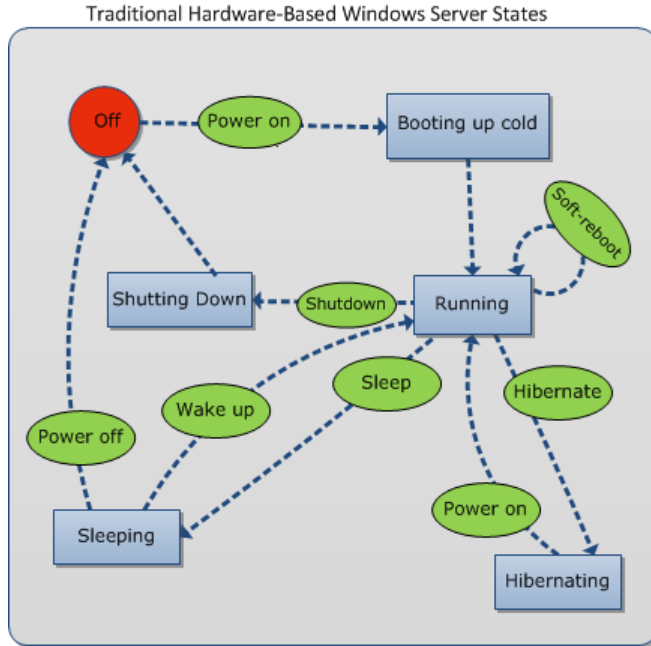 Traditional Hardware-Based Windows Server States
Off
Power on
Booting up cold
Soft-reboot
Shutting Down
Shutdown
Running
Sleep
Hibernate
Wake up
Power off
Power on
Sleeping
Hibernating